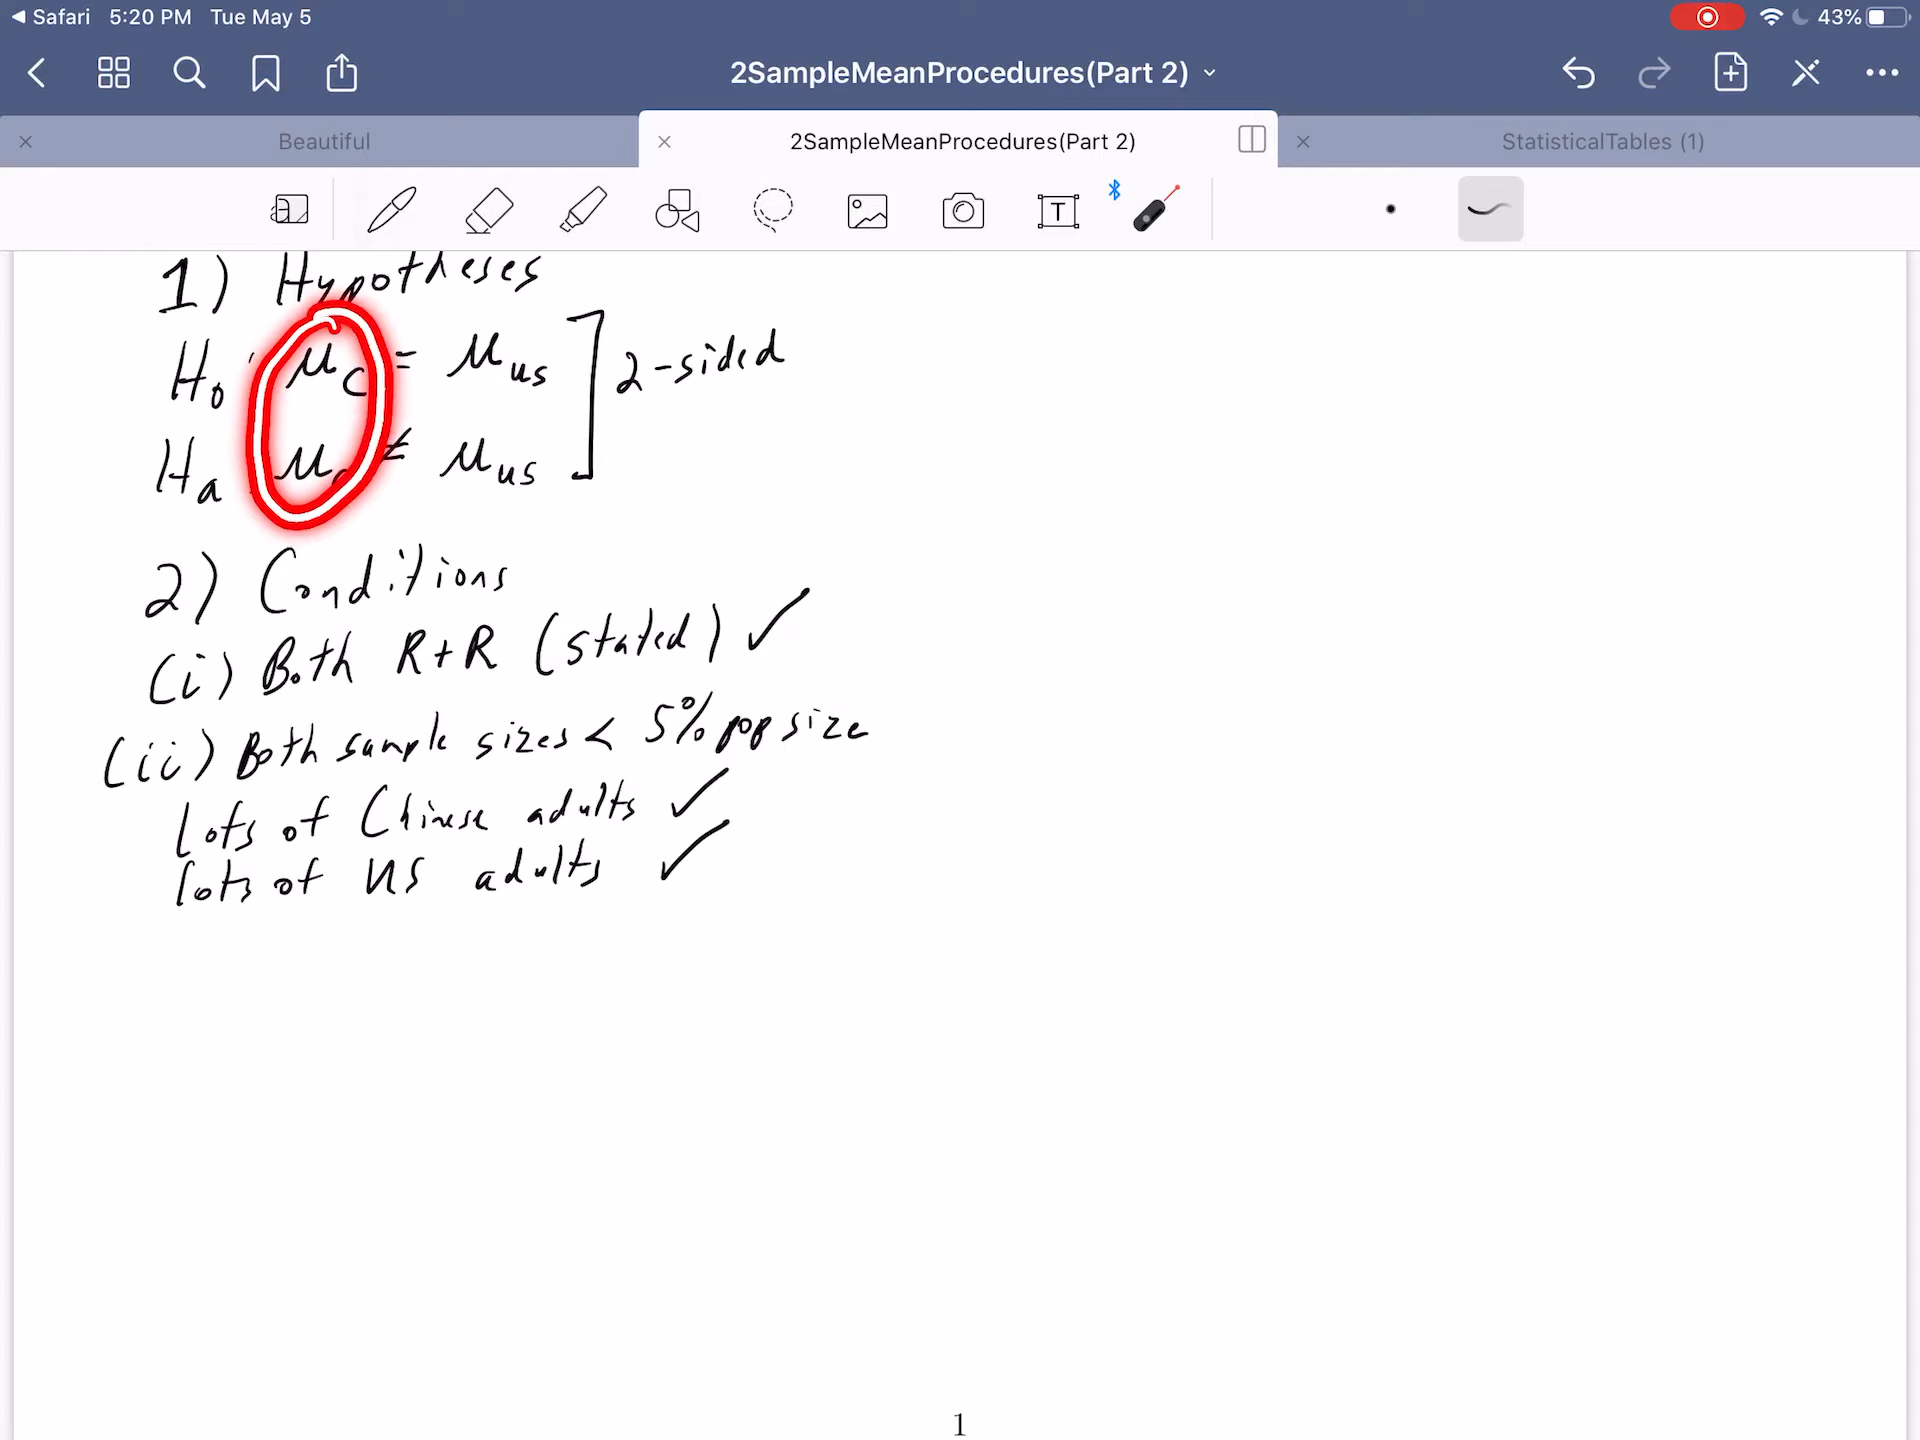 Safari 5:20 PM Tue May 5 43%
2SampleMeanProcedures(Part 2)
Beautiful 2SampleMeanProcedures(Part 2) StatisticalTables (1)
a T
1) Hypotheses
H0 : μC = μus ] 2-sided
Ha : μc ≠ μus
2) Conditions
(i) Both R+R (stated) ✓
(ii) Both sample sizes < 5% pop size
lots of Chinese adults ✓
lots of US adults ✓
1